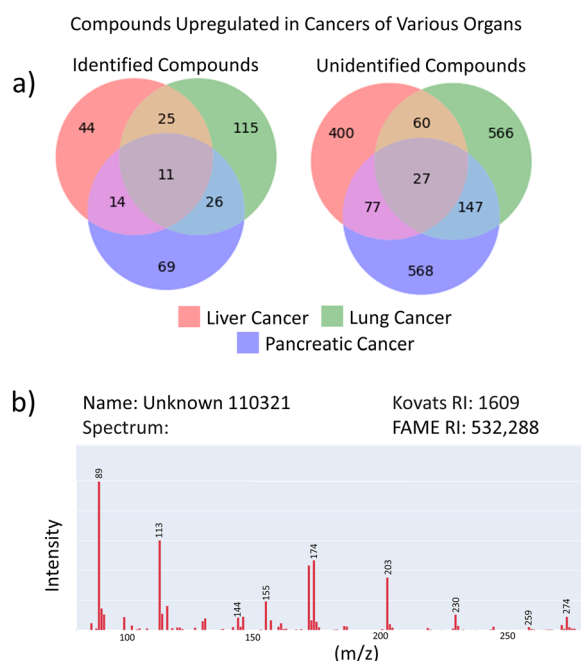 Compounds Upregulated in Cancers of Various Organs
a)
Identified Compounds
Unidentified Compounds
44
25
115
11
14
26
69
400
60
566
27
77
147
568
Liver Cancer
Lung Cancer
Pancreatic Cancer
b)
Name: Unknown 110321
Kovats RI: 1609
Spectrum:
FAME RI: 532,288
Intensity
89
113
144
155
174
203
230
259
274
100
150
200
250
(m/z)